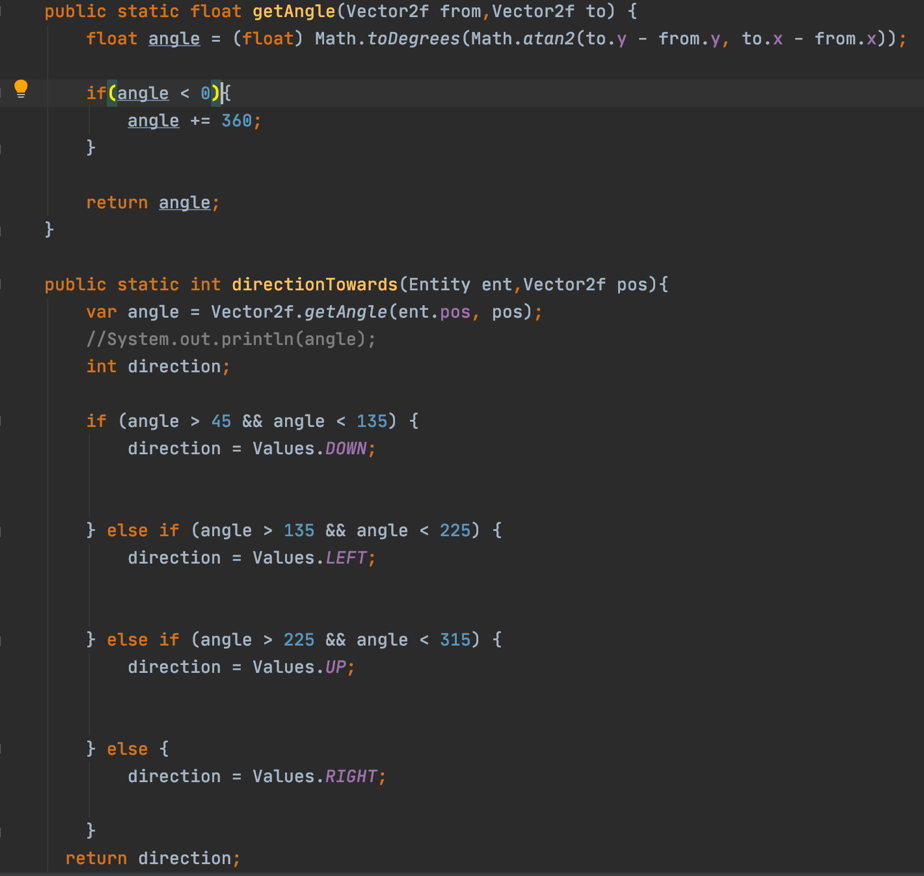 public static float getAngle(Vector2f from,Vector2f to) {
float angle = (float) Math.toDegrees(Math.atan2(to.y - from.y, to.x - from.x));
if(angle < 0){
angle += 360;
}
return angle;
}
public static int directionTowards(Entity ent,Vector2f pos){
var angle = Vector2f.getAngle(ent.pos, pos);
//System.out.println(angle);
int direction;
if (angle > 45 && angle < 135) {
direction = Values.DOWN;
} else if (angle > 135 && angle < 225) {
direction = Values.LEFT;
} else if (angle > 225 && angle < 315) {
direction = Values.UP;
} else {
direction = Values.RIGHT;
}
return direction;